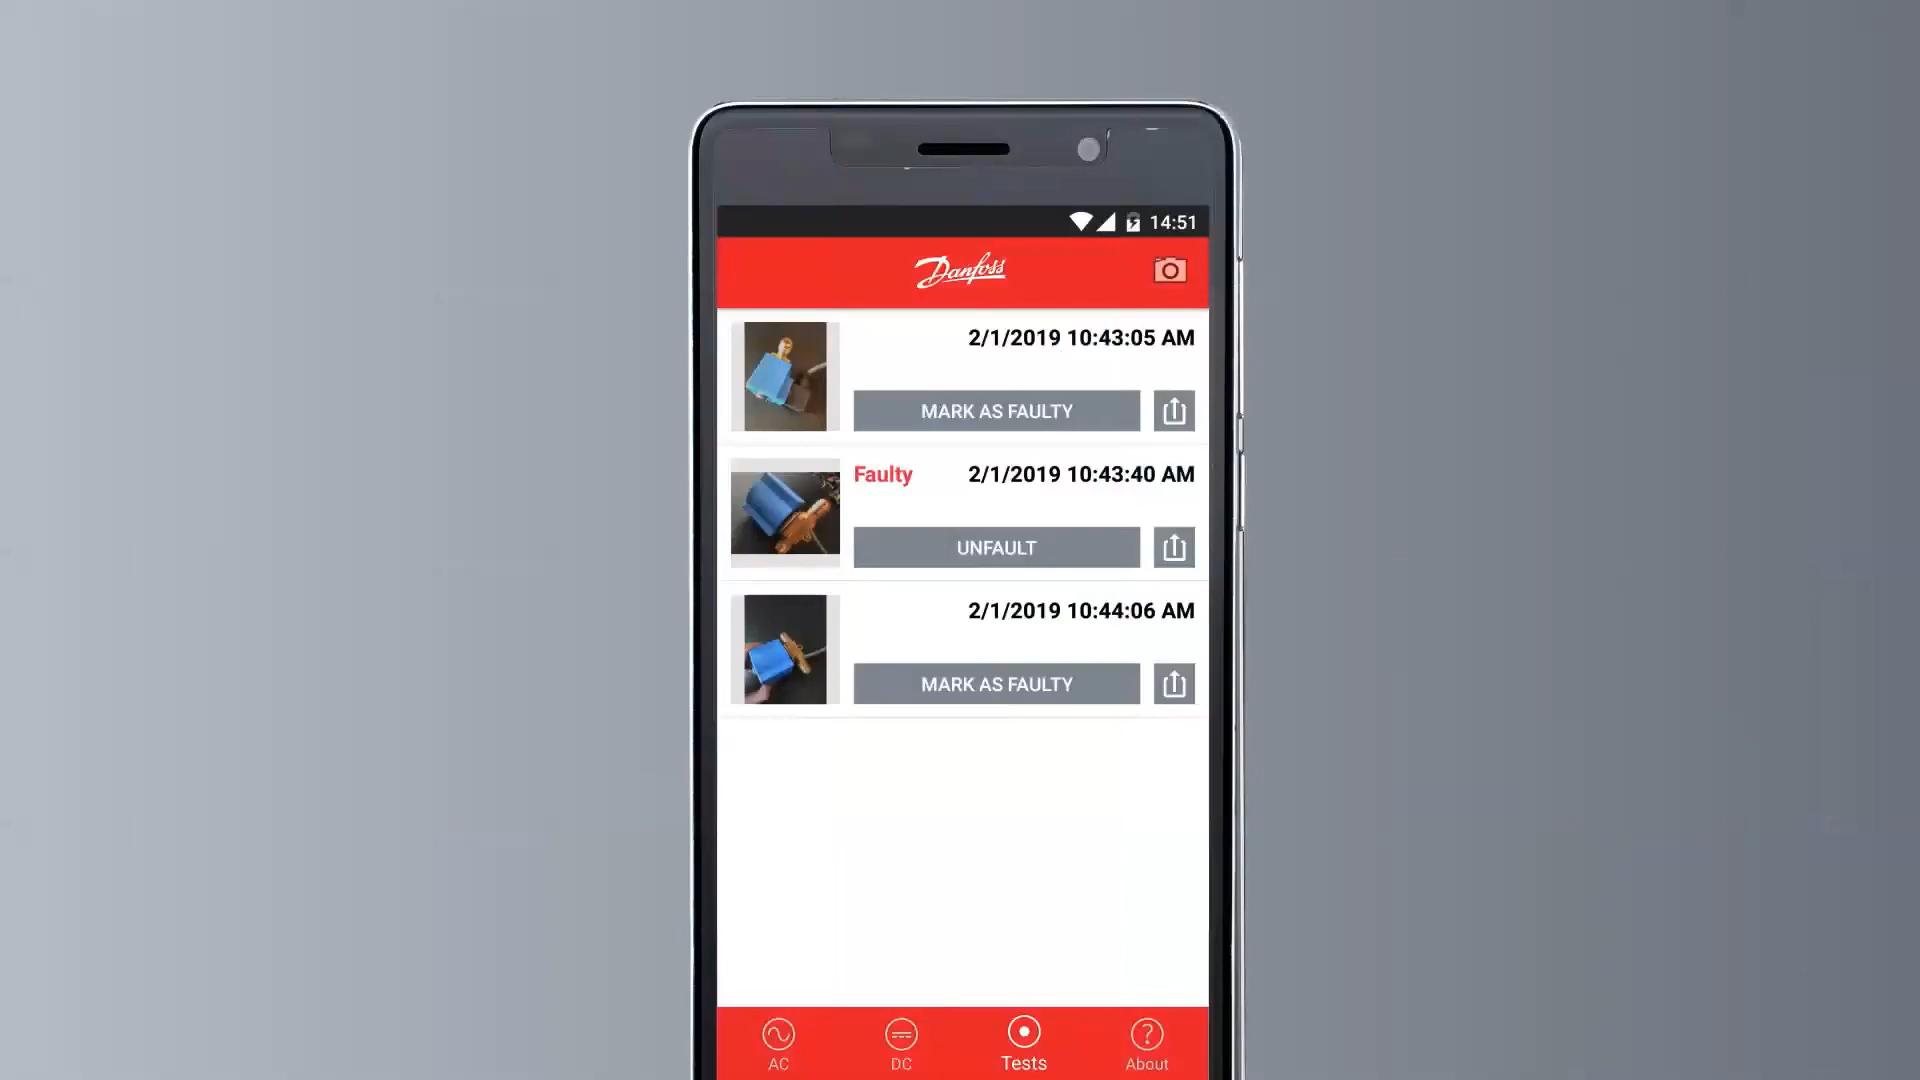 14:51
Danfoss
2/1/2019 10:43:05 AM
MARK AS FAULTY
Faulty 2/1/2019 10:43:40 AM
UNFAULT
2/1/2019 10:44:06 AM
MARK AS FAULTY
AC DC Tests About